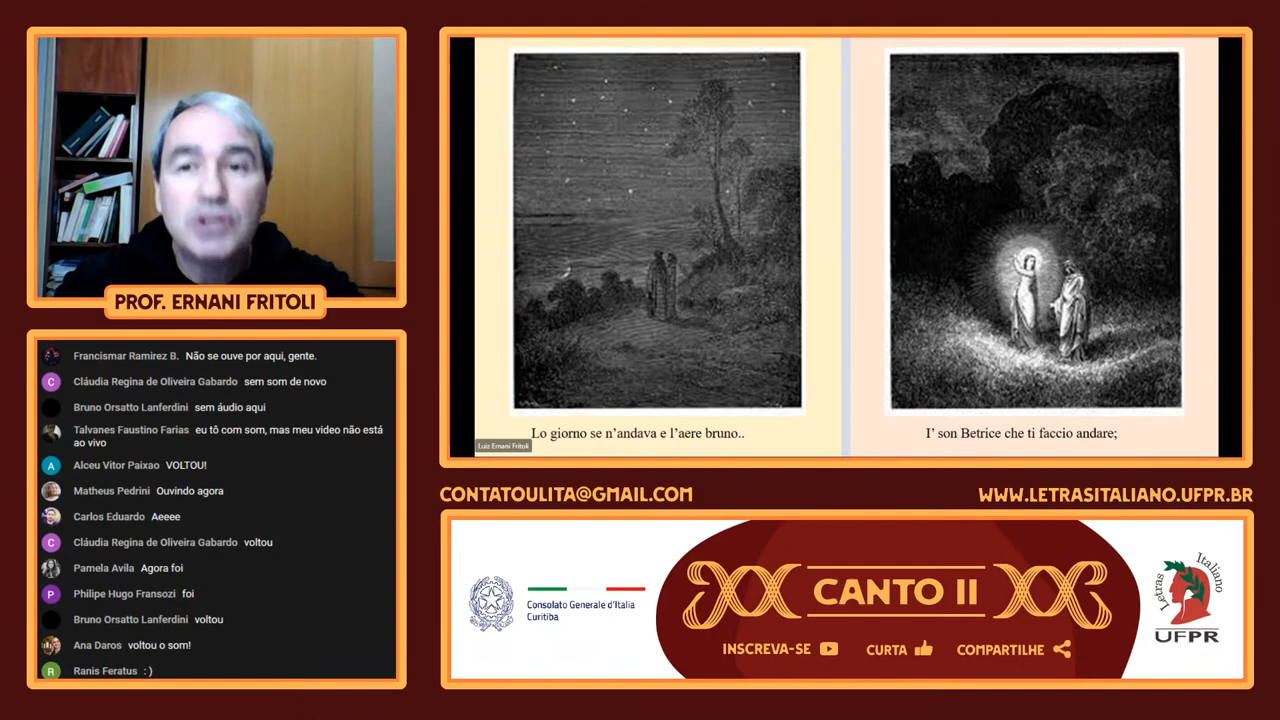 PROF. ERNANI FRITOLI
Francismar Ramirez B. Não se ouve por aqui, gente.
Cláudia Regina de Oliveira Gabardo sem som de novo
Bruno Orsatto Lanferdini sem áudio aqui
Talvanes Faustino Farias eu tô com som, mas meu video não está
ao vivo
Alceu Vitor Paixao VOLTOU!
Matheus Pedrini Ouvindo agora
Carlos Eduardo Aeeee
Cláudia Regina de Oliveira Gabardo voltou
Pamela Avila Agora foi
Philipe Hugo Fransozi foi
Bruno Orsatto Lanferdini voltou
Ana Daros voltou o som!
Ranis Feratus : )
Lo giorno se n'andava e l'aere bruno..
Luiz Ernani Fritoli
I' son Betrice che ti faccio andare;
CONTATOULITA@GMAIL.COM
WWW.LETRASITALIANO.UFPR.BR
Consolato Generale d'Italia
Curitiba
CANTO II
INSCREVA-SE
CURTA
COMPARTILHE
Letras Italiano
UFPR